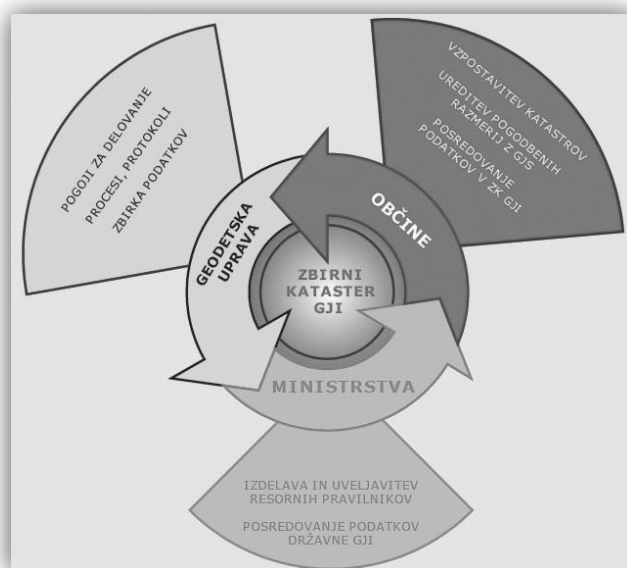 POGOJI ZA DELOVANJE
PROCESI, PROTOKOLI
ZBIRKA PODATKOV
VZPOSTAVITEV KATASTROV
UREDITEV POGODBENIH
RAZMERIJ Z GJS
POSREDOVANJE
PODATKOV V ZK GJI
GEODETSKA
UPRAVA
OBČINE
ZBIRNI
KATASTER
GJI
MINISTRSTVA
IZDELAVA IN UVELJAVITEV
RESORNIH PRAVILNIKOV
POSREDOVANJE PODATKOV
DRŽAVNE GJI